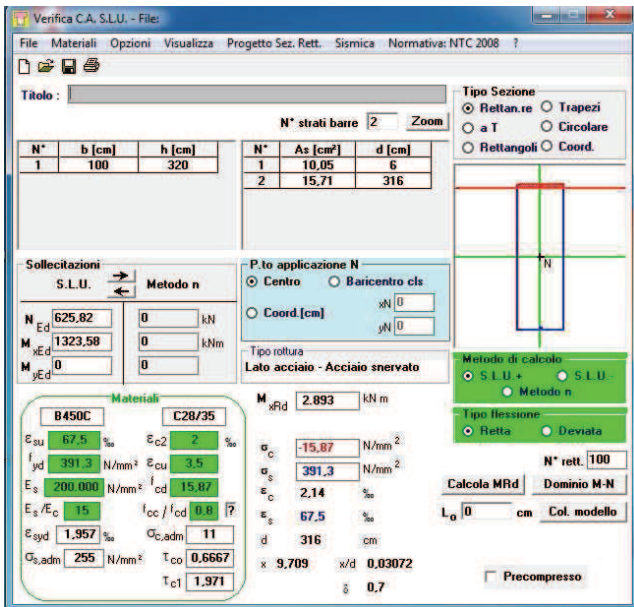 Verifica C.A. S.L.U. - File:
File Materiali Opzioni Visualizza Progetto Sez. Rett. Sismica Normativa: NTC 2008 ?
Titolo :
N° strati barre 2 Zoom
Tipo Sezione
Rettan.re Trapezi
a T Circolare
Rettangoli Coord.
N° b [cm] h [cm]
1 100 320
N° As [cm²] d [cm]
1 10,05 6
2 15,71 316
Sollecitazioni
S.L.U. Metodo n
N Ed 625,82 0 kN
M xEd 1323,58 0 kNm
M yEd 0 0
P.to applicazione N
Centro Baricentro cls
Coord.[cm] xN 0
yN 0
N
Tipo rottura
Lato acciaio - Acciaio snervato
Metodo di calcolo
S.L.U.+ S.L.U.-
Metodo n
Tipo flessione
Retta Deviata
Materiali
B450C C28/35
εsu 67,5 ‰ εc2 2 ‰
fyd 391,3 N/mm² εcu 3,5
Es 200.000 N/mm² fcd 15,87
Es/Ec 15 fcc / fcd 0,8 ?
εsyd 1,957 ‰ σc,adm 11
σs,adm 255 N/mm² τco 0,6667
τc1 1,971
M xRd 2.893 kN m
σc -15,87 N/mm²
σs 391,3 N/mm²
εc 2,14 ‰
εs 67,5 ‰
d 316 cm
x 9,709 x/d 0,03072
δ 0,7
N° rett. 100
Calcola MRd Dominio M-N
Lo 0 cm Col. modello
Precompresso